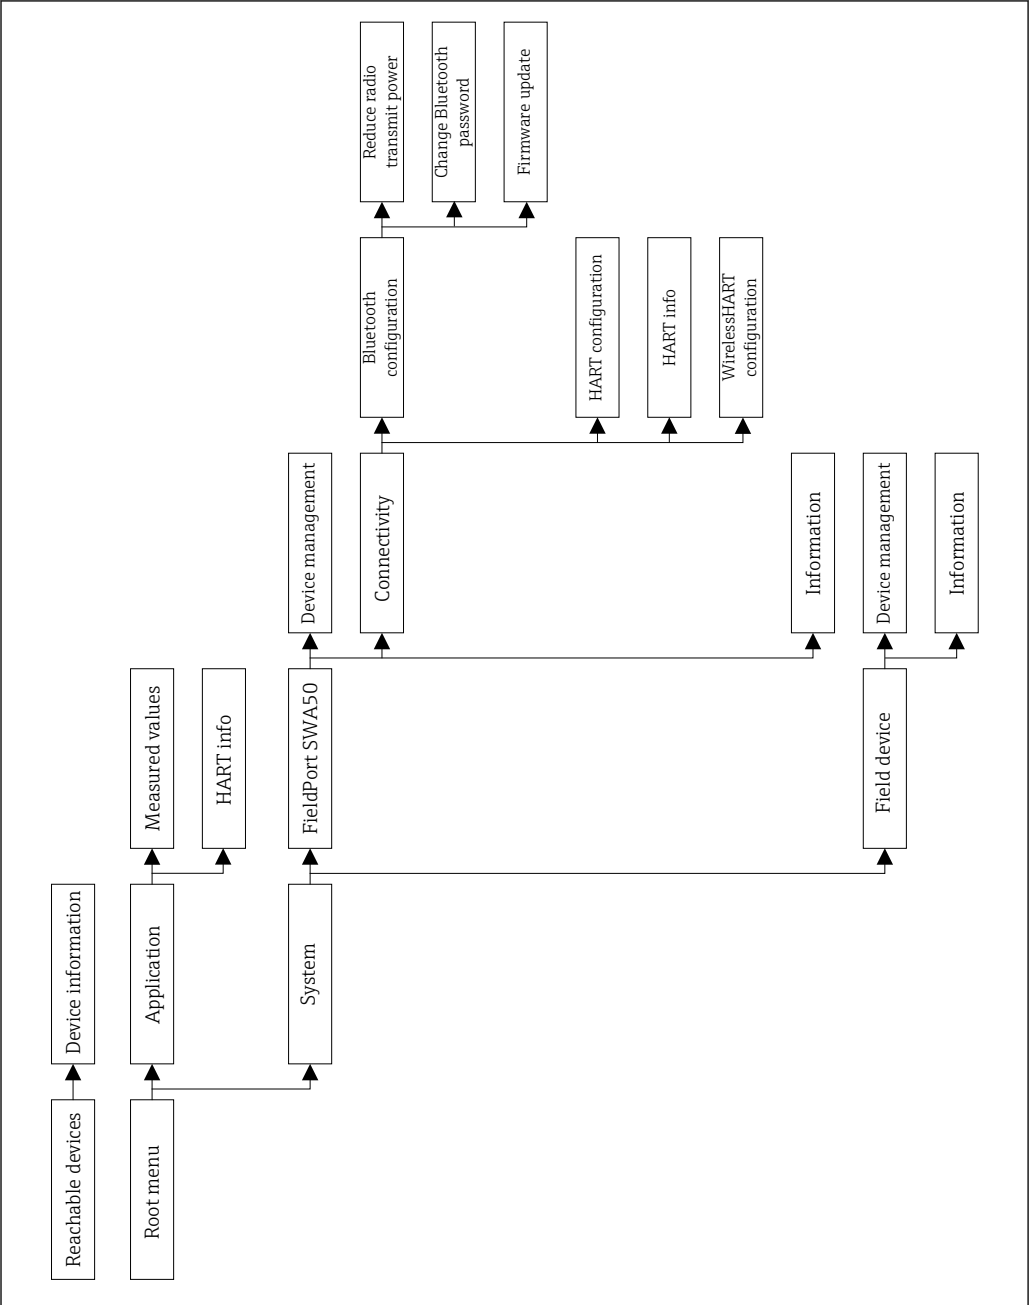 Reachable devices
Device information
Root menu
Application
Measured values
HART info
System
FieldPort SWA50
Device management
Connectivity
Bluetooth
configuration
Reduce radio
transmit power
Change Bluetooth
password
Firmware update
HART configuration
HART info
WirelessHART
configuration
Information
Field device
Device management
Information